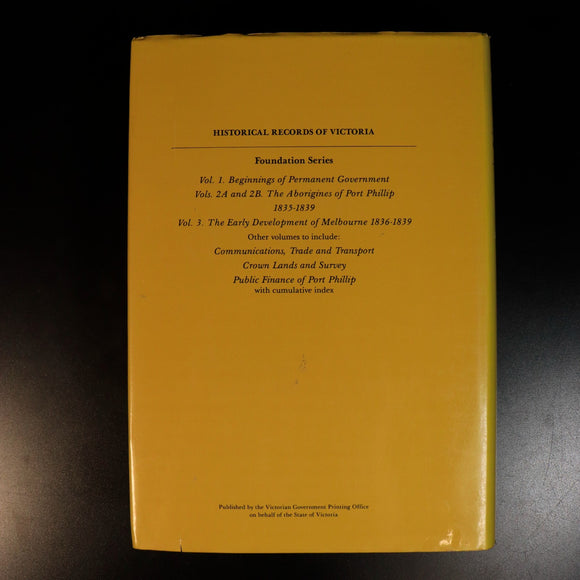 HISTORICAL RECORDS OF VICTORIA
Foundation Series
Vol. 1. Beginnings of Permanent Government
Vols. 2A and 2B. The Aborigines of Port Phillip
1835-1839
Vol. 3. The Early Development of Melbourne 1836-1839
Other volumes to include:
Communications, Trade and Transport
Crown Lands and Survey
Public Finance of Port Phillip
with cumulative index
Published by the Victorian Government Printing Office
on behalf of the State of Victoria